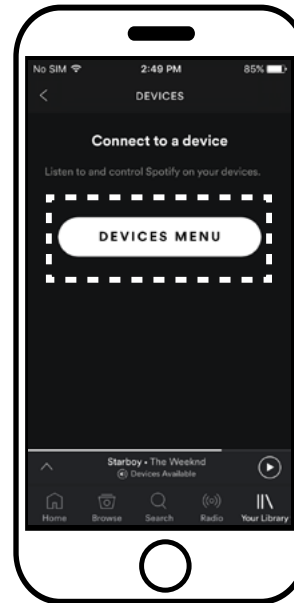 No SIM 2:49 PM 85%
DEVICES
Connect to a device
Listen to and control Spotify on your devices.
DEVICES MENU
Starboy • The Weeknd
Devices Available
Home Browse Search Radio Your Library